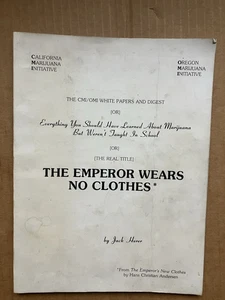 CALIFORNIA
MARIJUANA
INITIATIVE
OREGON
MARIJUANA
INITIATIVE
THE CMI/OMI WHITE PAPERS AND DIGEST
(OR)
Everything You Should Have Learned About Marijuana
But Weren't Taught In School
(OR)
(THE REAL TITLE)
THE EMPEROR WEARS
NO CLOTHES*
by Jack Herer
*From The Emperor's New Clothes
by Hans Christian Andersen